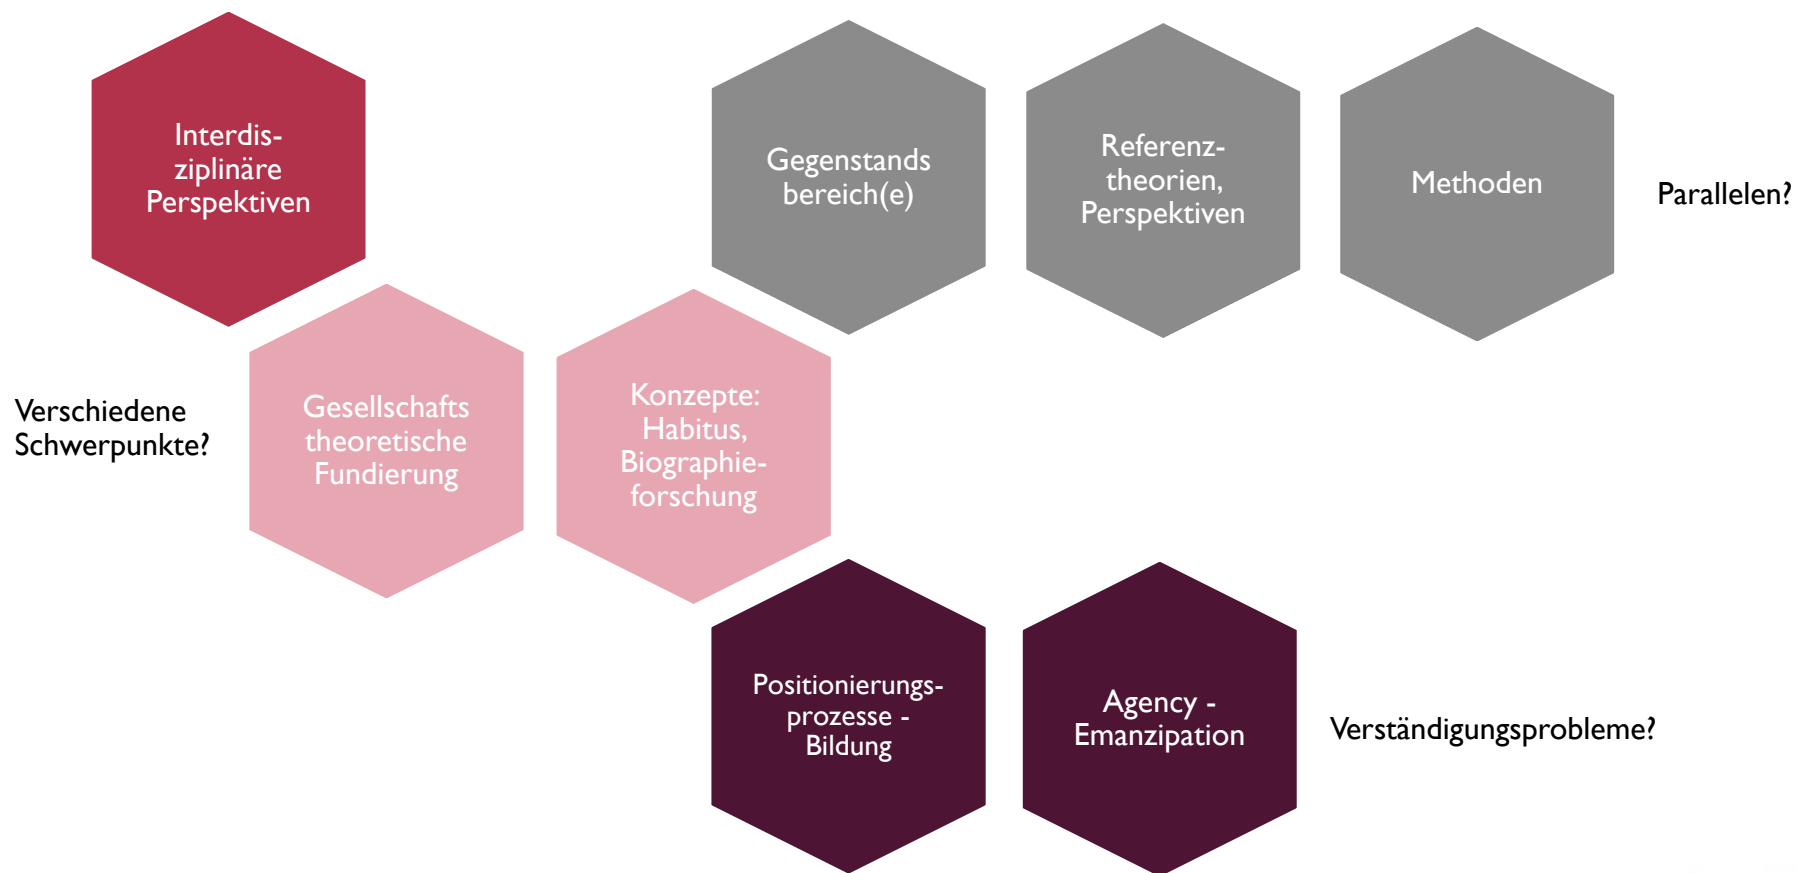 Interdis-
ziplinäre
Perspektiven
Gegenstands
bereich(e)
Referenz-
theorien,
Perspektiven
Methoden
Parallelen?
Verschiedene
Schwerpunkte?
Gesellschafts
theoretische
Fundierung
Konzepte:
Habitus,
Biographie-
forschung
Positionierungs-
prozesse -
Bildung
Agency -
Emanzipation
Verständigungsprobleme?